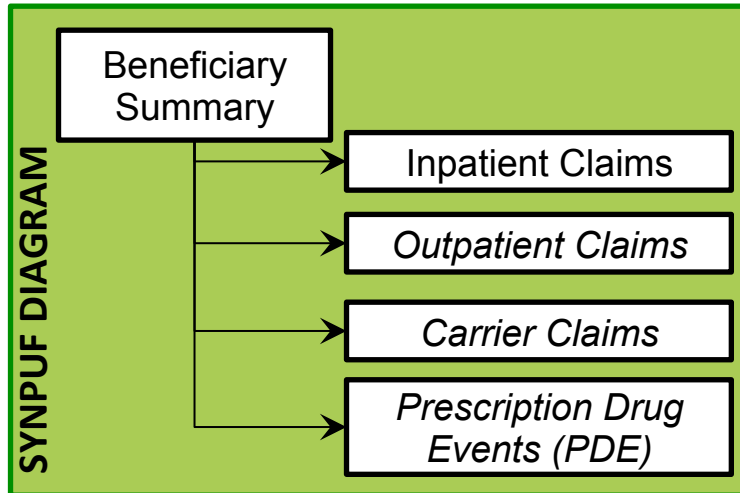 SYNPUF DIAGRAM
Beneficiary
Summary
Inpatient Claims
Outpatient Claims
Carrier Claims
Prescription Drug
Events (PDE)